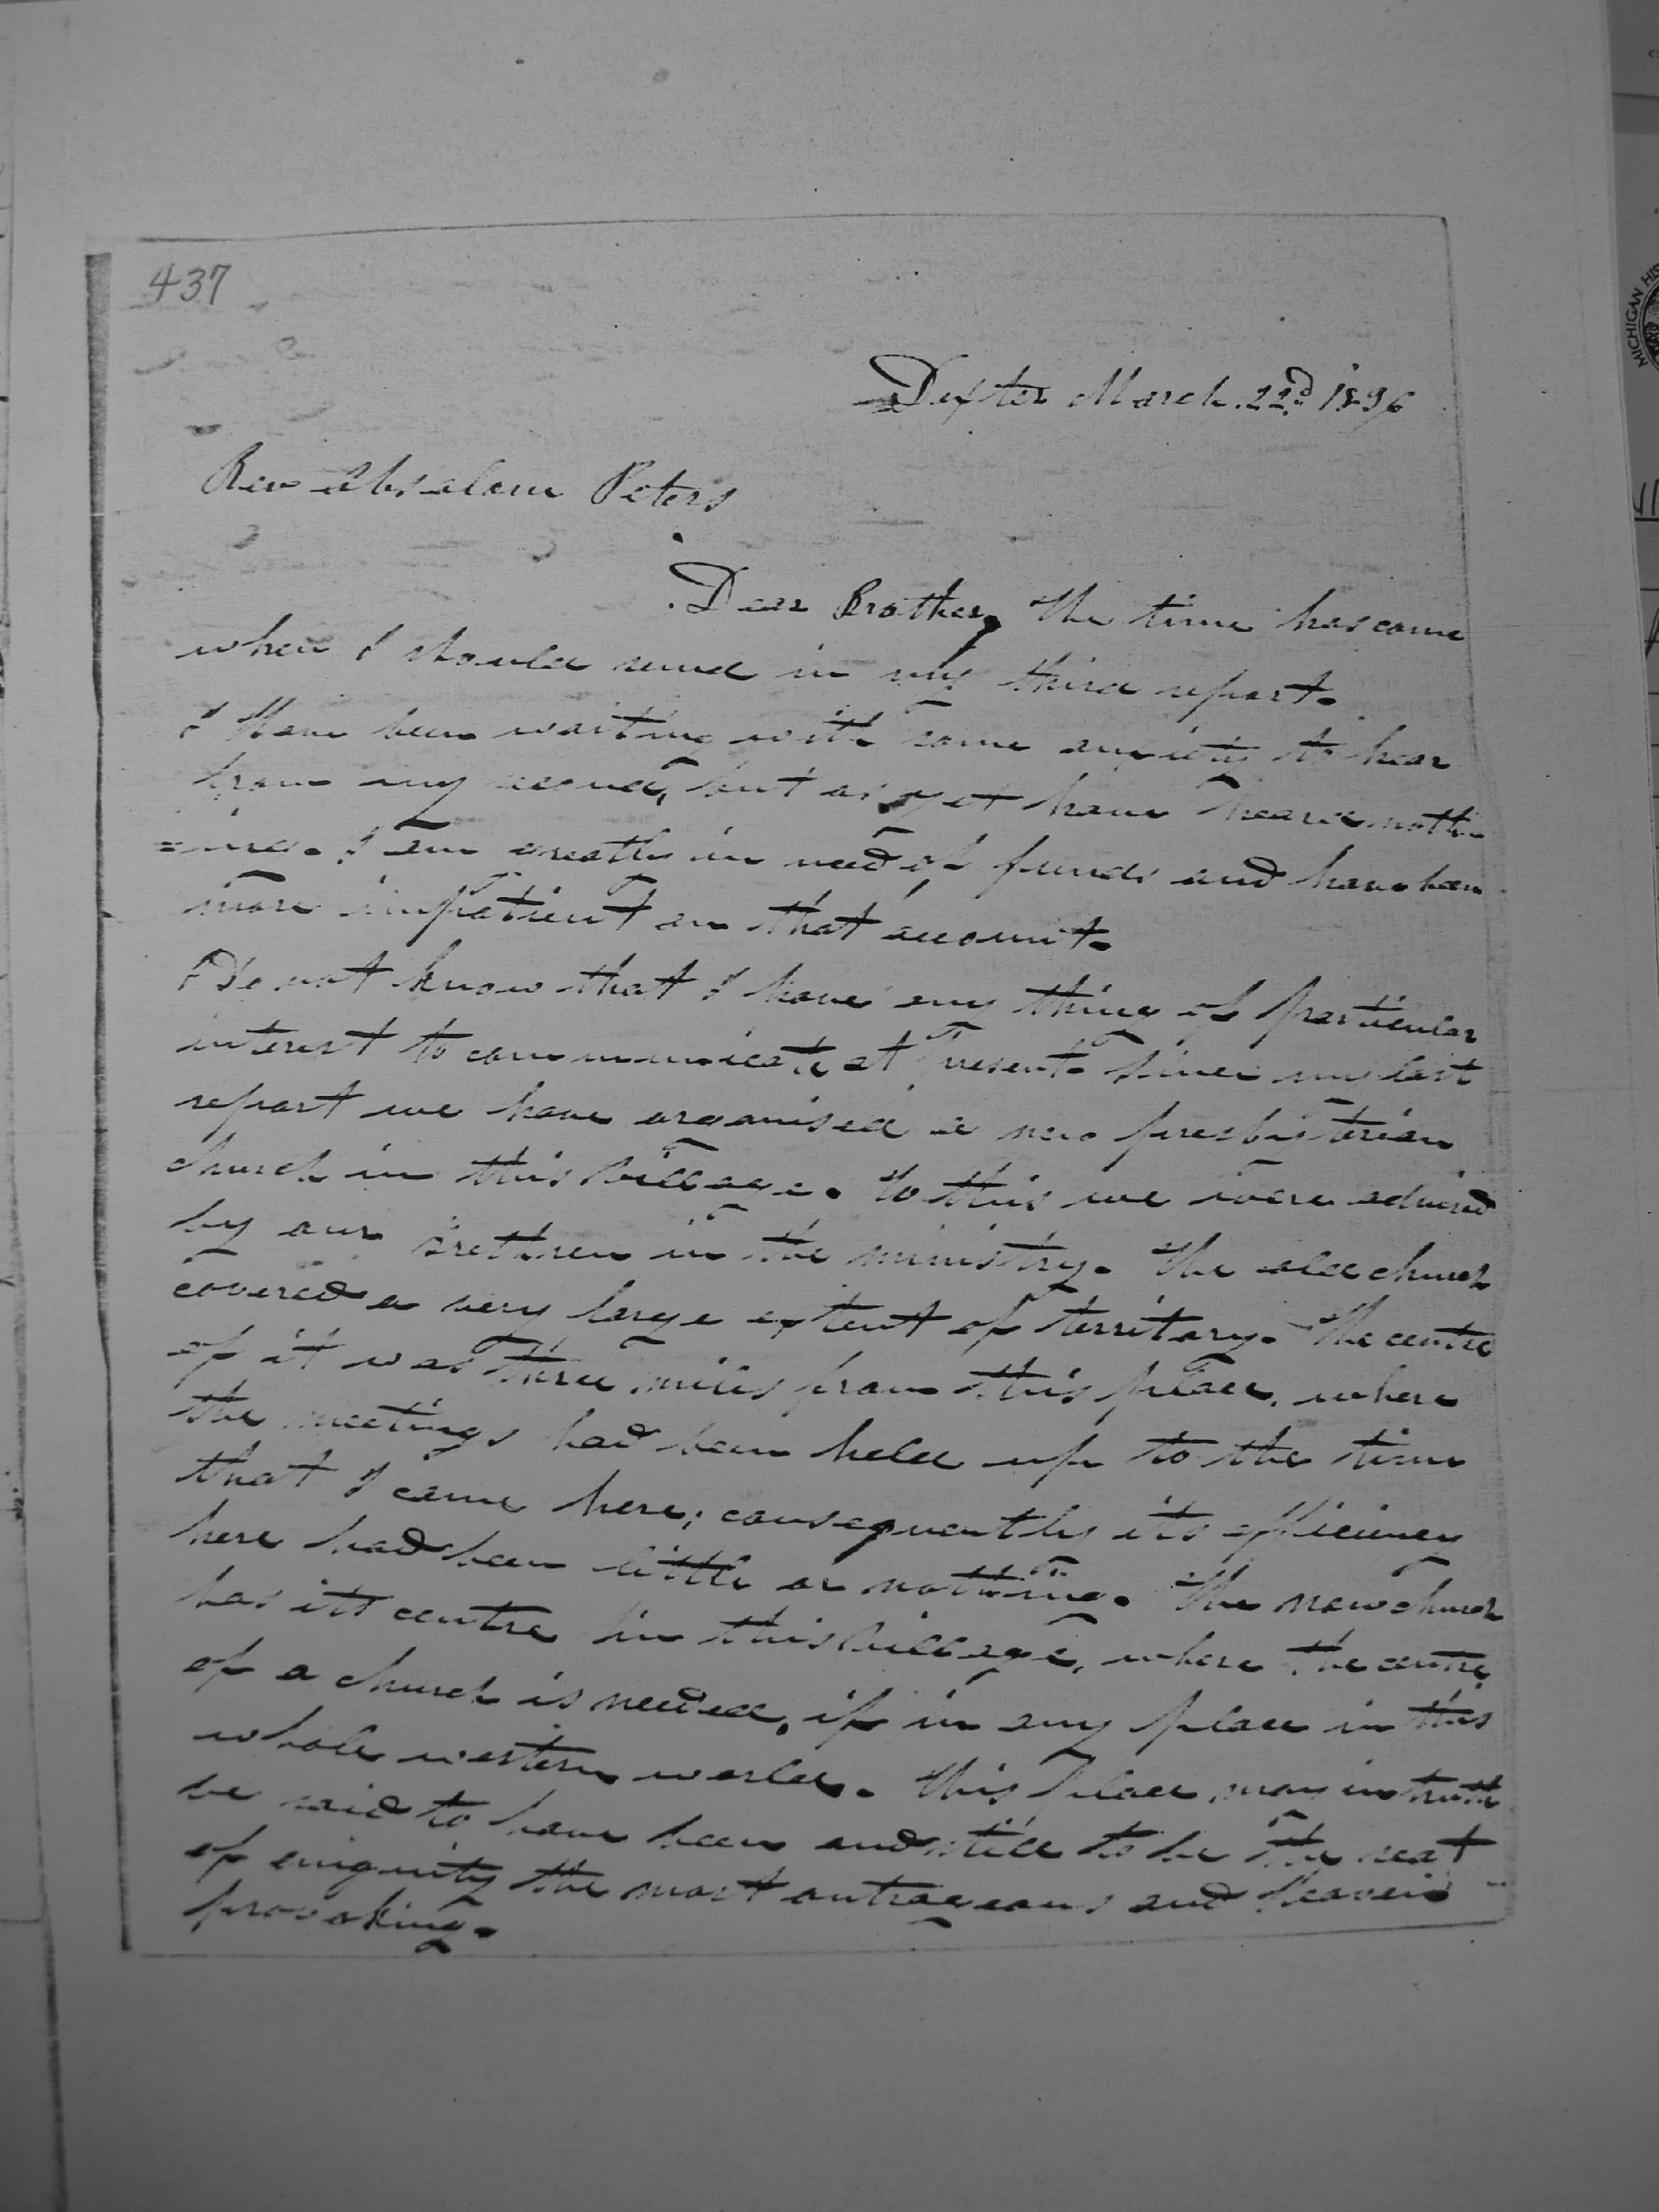 437
Dexter March. 22d. 1836
Rev Absalom Peters
Dear Brother, The time has come
when I should send in my third report.
I Have been waiting with some anxiety to hear
from my second, but as yet have heard noth
=ing. I am greatly in need of funds and have been
more impatient on that account.
I Do not know that I have any thing of particular
interest to communicate at present. Since my last
report we have organised a new presbyterian
church in this village. To this we were advised
by our brethren in the ministry. The old church
covered a very large extent of territory. The centre
of it was three miles from this place, where
the meetings had been held up to the time
that I came here; consequently its efficiency
here had been little or nothing. The new church
has its centre in this village, where the centre
of a church is needed, if in any place in this
whole western world. This place may in truth
be said to have been and still to be the seat
of iniquity the most outrageous and heaven
provoking.
MICHIGAN HIS